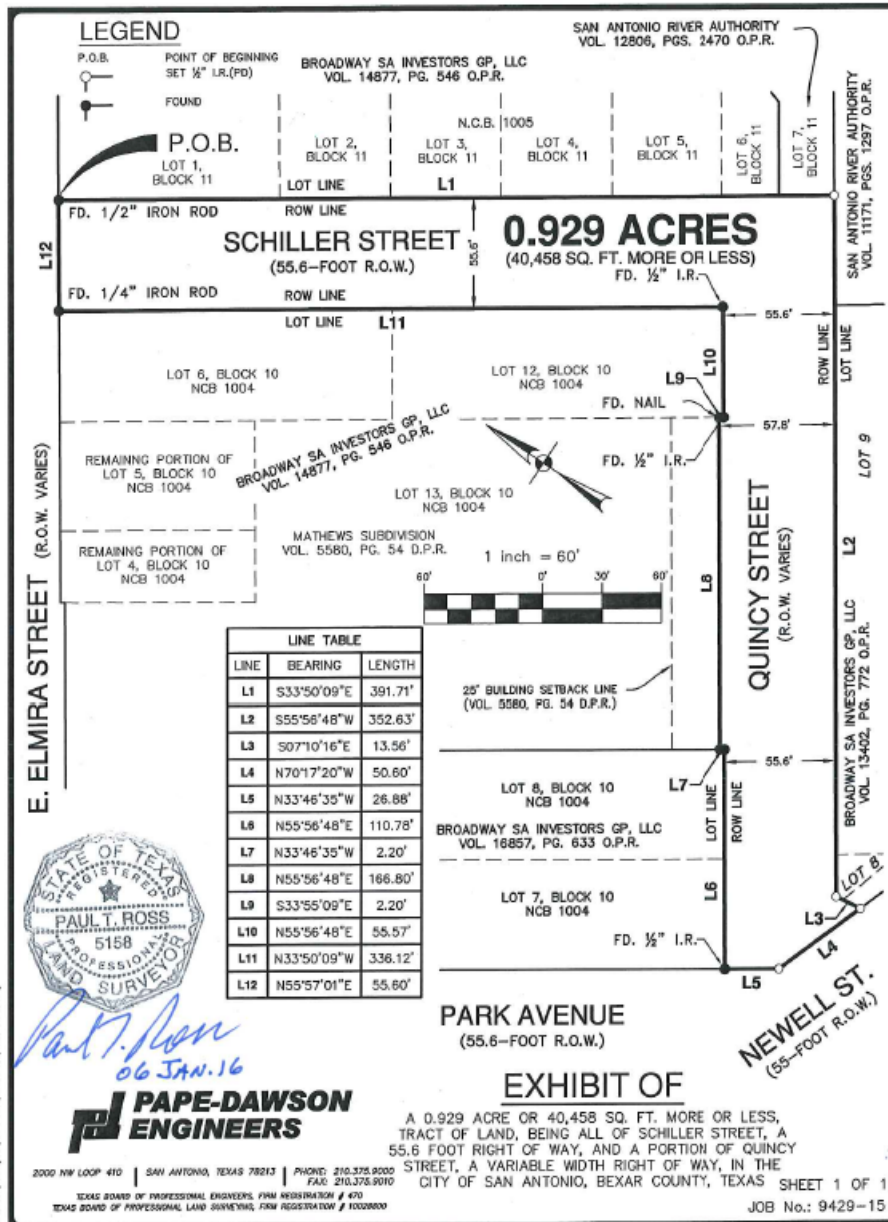 LEGEND
P.O.B. POINT OF BEGINNING
SET ½" I.R.(PD)
FOUND
BROADWAY SA INVESTORS GP, LLC
VOL. 14877, PG. 546 O.P.R.
SAN ANTONIO RIVER AUTHORITY
VOL. 12806, PGS. 2470 O.P.R.
SAN ANTONIO RIVER AUTHORITY
VOL. 11171, PGS. 1297 O.P.R.
N.C.B. 1005
P.O.B.
LOT 1,
BLOCK 11
LOT 2,
BLOCK 11
LOT 3,
BLOCK 11
LOT 4,
BLOCK 11
LOT 5,
BLOCK 11
LOT 6,
BLOCK 11
LOT 7,
BLOCK 11
LOT LINE L1
FD. 1/2" IRON ROD ROW LINE
L12
SCHILLER STREET
(55.6-FOOT R.O.W.)
55.6'
0.929 ACRES
(40,458 SQ. FT. MORE OR LESS)
FD. ½" I.R.
FD. 1/4" IRON ROD ROW LINE
LOT LINE L11
55.6'
ROW LINE
LOT LINE
L10
L9
FD. NAIL
57.8'
FD. ½" I.R.
LOT 6, BLOCK 10
NCB 1004
LOT 12, BLOCK 10
NCB 1004
BROADWAY SA INVESTORS GP, LLC
VOL. 14877, PG. 546 O.P.R.
REMAINNG PORTION OF
LOT 5, BLOCK 10
NCB 1004
LOT 13, BLOCK 10
NCB 1004
MATHEWS SUBDIVISION
VOL. 5580, PG. 54 D.P.R.
REMAINNG PORTION OF
LOT 4, BLOCK 10
NCB 1004
E. ELMIRA STREET (R.O.W. VARIES)
1 inch = 60'
60' 0' 30' 60'
L8
QUINCY STREET
(R.O.W. VARIES)
LOT 9
L2
BROADWAY SA INVESTORS GP, LLC
VOL. 13402, PG. 772 O.P.R.
25' BUILDING SETBACK LINE
(VOL. 5580, PG. 54 D.P.R.)
LINE TABLE
LINE BEARING LENGTH
L1 S33°50'09"E 391.71'
L2 S55°56'48"W 352.63'
L3 S07°10'16"E 13.56'
L4 N70°17'20"W 50.60'
L5 N33°46'35"W 26.88'
L6 N55°56'48"E 110.78'
L7 N33°46'35"W 2.20'
L8 N55°56'48"E 166.80'
L9 S33°55'09"E 2.20'
L10 N55°56'48"E 55.57'
L11 N33°50'09"W 336.12'
L12 N55°57'01"E 55.60'
L7
55.6'
LOT 8, BLOCK 10
NCB 1004
BROADWAY SA INVESTORS GP, LLC
VOL. 16857, PG. 633 O.P.R.
LOT LINE
ROW LINE
LOT 7, BLOCK 10
NCB 1004
L6
FD. ½" I.R.
LOT 8
L3
L4
L5
NEWELL ST.
(55-FOOT R.O.W.)
PARK AVENUE
(55.6-FOOT R.O.W.)
STATE OF TEXAS
REGISTERED
PAUL T. ROSS
5158
PROFESSIONAL
LAND SURVEYOR
Paul T. Ross
06 JAN. 16
PAPE-DAWSON
ENGINEERS
2000 NW LOOP 410 | SAN ANTONIO, TEXAS 78213 | PHONE: 210.375.9000
FAX: 210.375.9010
TEXAS BOARD OF PROFESSIONAL ENGINEERS, FIRM REGISTRATION # 470
TEXAS BOARD OF PROFESSIONAL LAND SURVEYING, FIRM REGISTRATION # 10028800
EXHIBIT OF
A 0.929 ACRE OR 40,458 SQ. FT. MORE OR LESS,
TRACT OF LAND, BEING ALL OF SCHILLER STREET, A
55.6 FOOT RIGHT OF WAY, AND A PORTION OF QUINCY
STREET, A VARIABLE WIDTH RIGHT OF WAY, IN THE
CITY OF SAN ANTONIO, BEXAR COUNTY, TEXAS
SHEET 1 OF 1
JOB No.: 9429-15